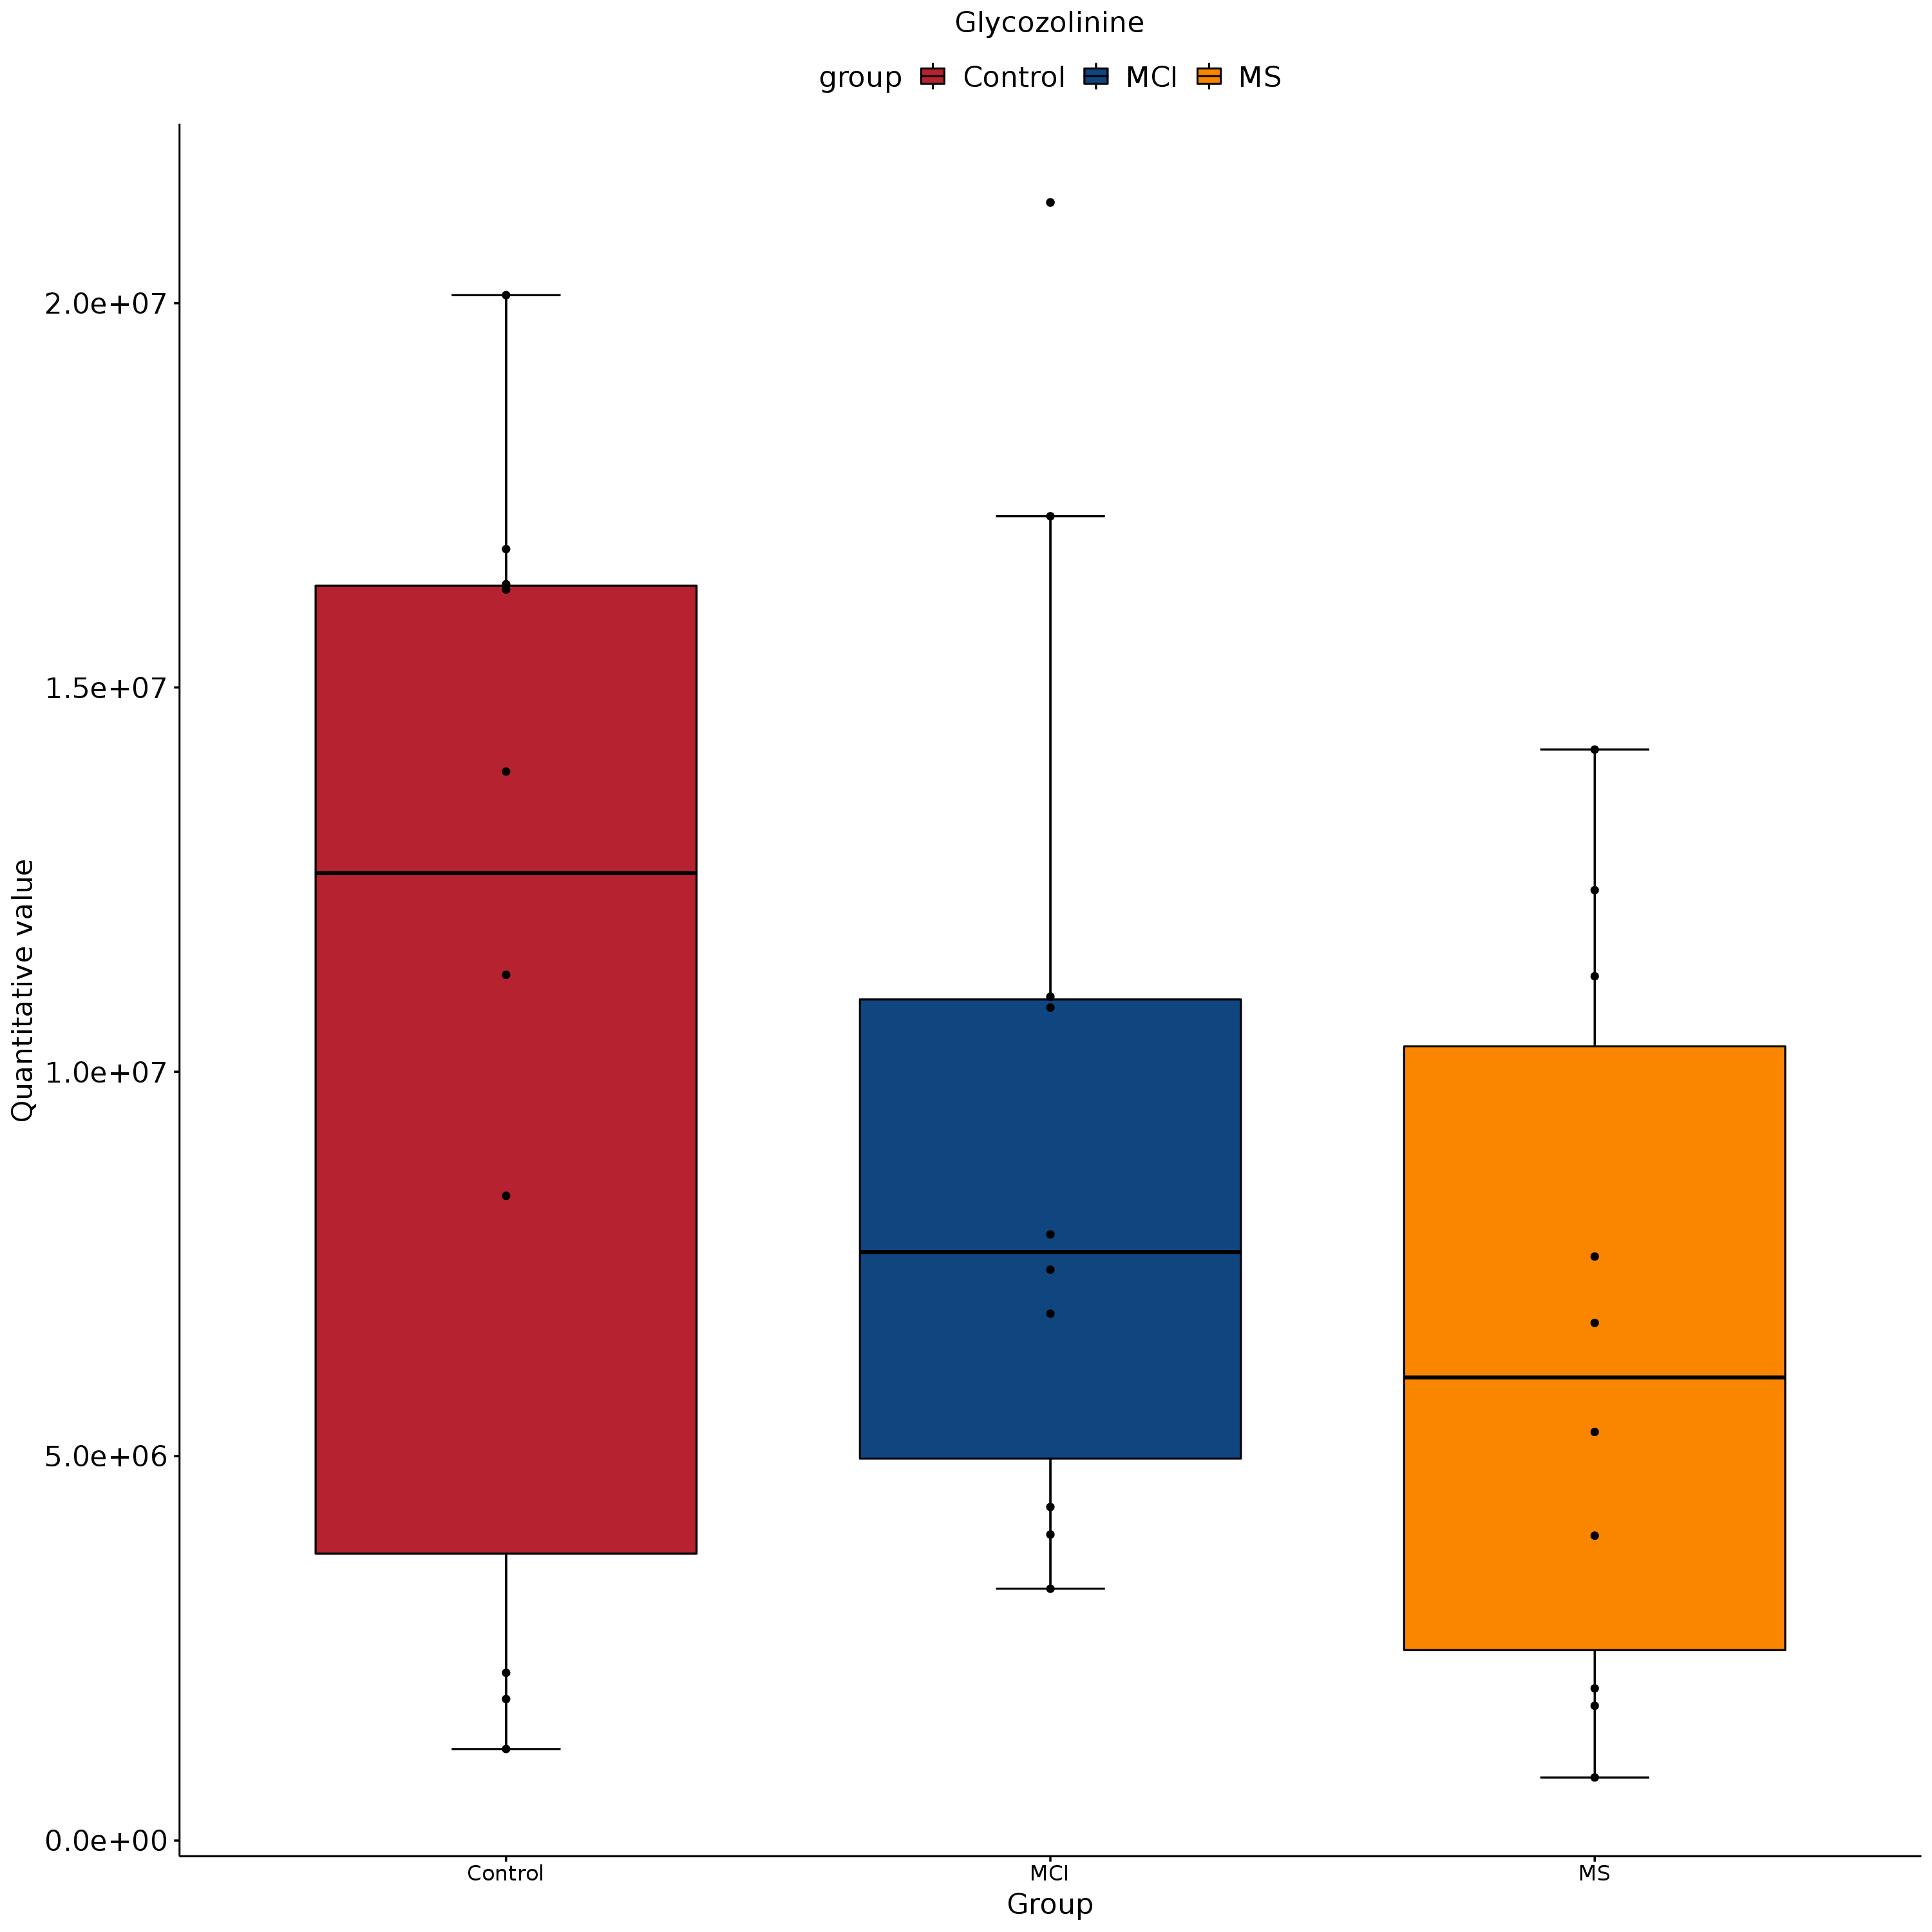 Glycozolinine
group Control MCI MS
Quantitative value
2.0e+07
1.5e+07
1.0e+07
5.0e+06
0.0e+00
Control MCI MS
Group